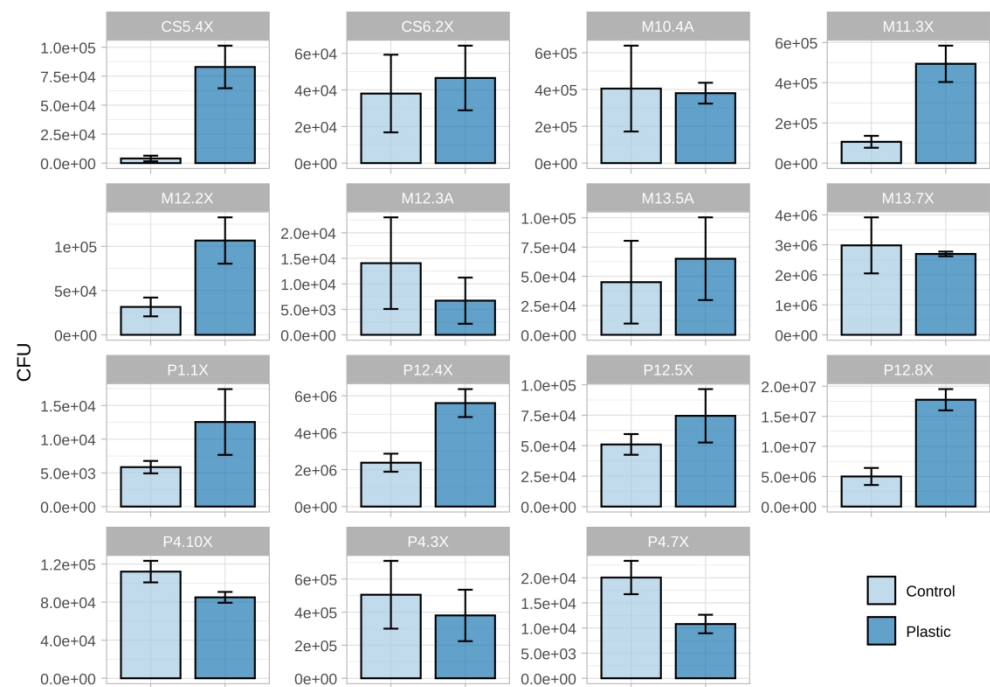 CS5.4X CS6.2X M10.4A M11.3X
1.0e+05 7.5e+04 5.0e+04 2.5e+04 0.0e+00
6e+04 4e+04 2e+04 0e+00
6e+05 4e+05 2e+05 0e+00
6e+05 4e+05 2e+05 0e+00
M12.2X M12.3A M13.5A M13.7X
1e+05 5e+04 0e+00
2.0e+04 1.5e+04 1.0e+04 5.0e+03 0.0e+00
1.0e+05 7.5e+04 5.0e+04 2.5e+04 0.0e+00
4e+06 3e+06 2e+06 1e+06 0e+00
CFU
P1.1X P12.4X P12.5X P12.8X
1.5e+04 1.0e+04 5.0e+03 0.0e+00
6e+06 4e+06 2e+06 0e+00
1.0e+05 7.5e+04 5.0e+04 2.5e+04 0.0e+00
2.0e+07 1.5e+07 1.0e+07 5.0e+06 0.0e+00
P4.10X P4.3X P4.7X
1.2e+05 8.0e+04 4.0e+04 0.0e+00
6e+05 4e+05 2e+05 0e+00
2.0e+04 1.5e+04 1.0e+04 5.0e+03 0.0e+00
Control
Plastic